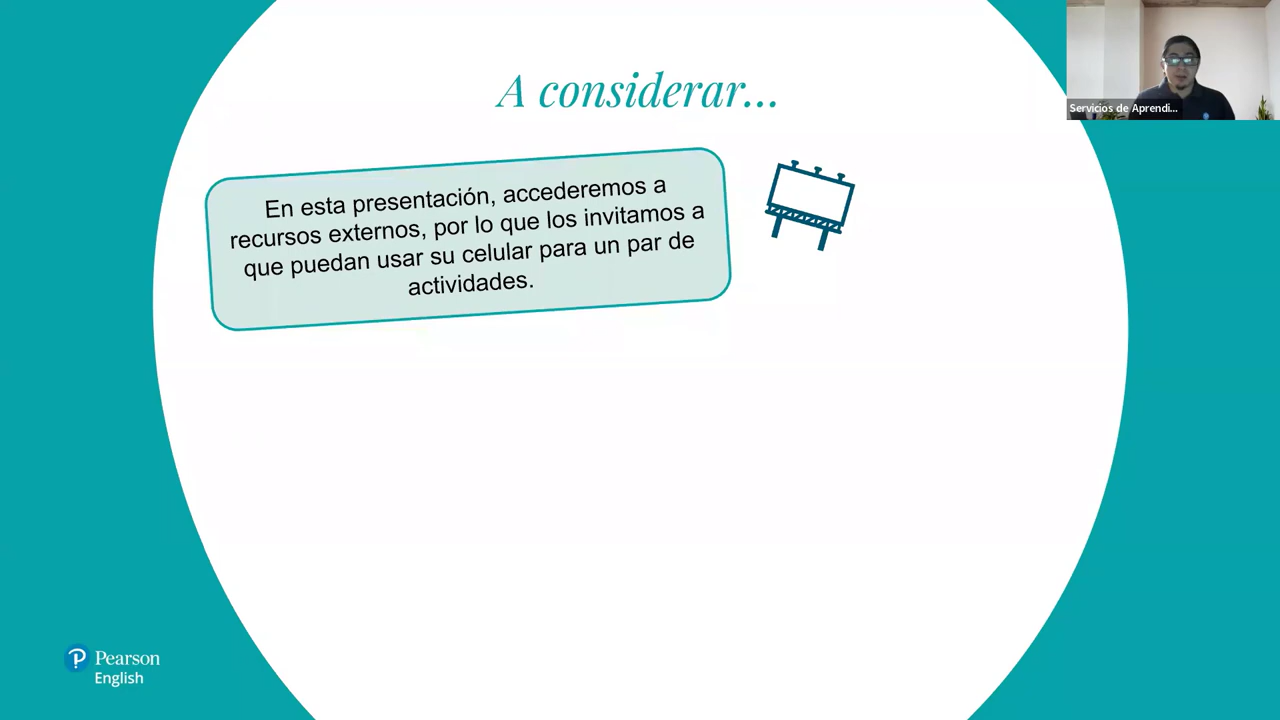 A considerar...
Servicios de Aprendi...
En esta presentación, accederemos a
recursos externos, por lo que los invitamos a
que puedan usar su celular para un par de
actividades.
Pearson
English